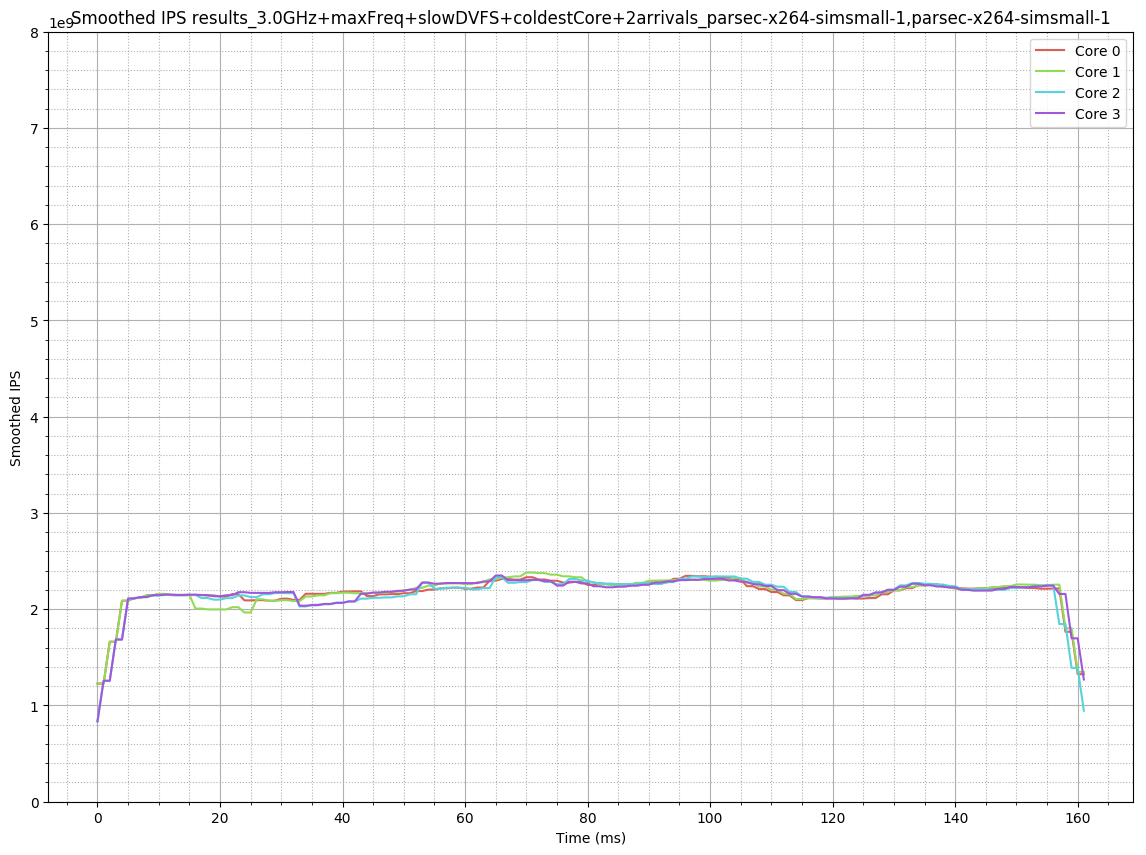 Smoothed IPS results_3.0GHz+maxFreq+slowDVFS+coldestCore+2arrivals_parsec-x264-simsmall-1,parsec-x264-simsmall-1
1e9
Core 0
Core 1
Core 2
Core 3
8
7
6
5
4
3
2
1
0
Smoothed IPS
0 20 40 60 80 100 120 140 160
Time (ms)